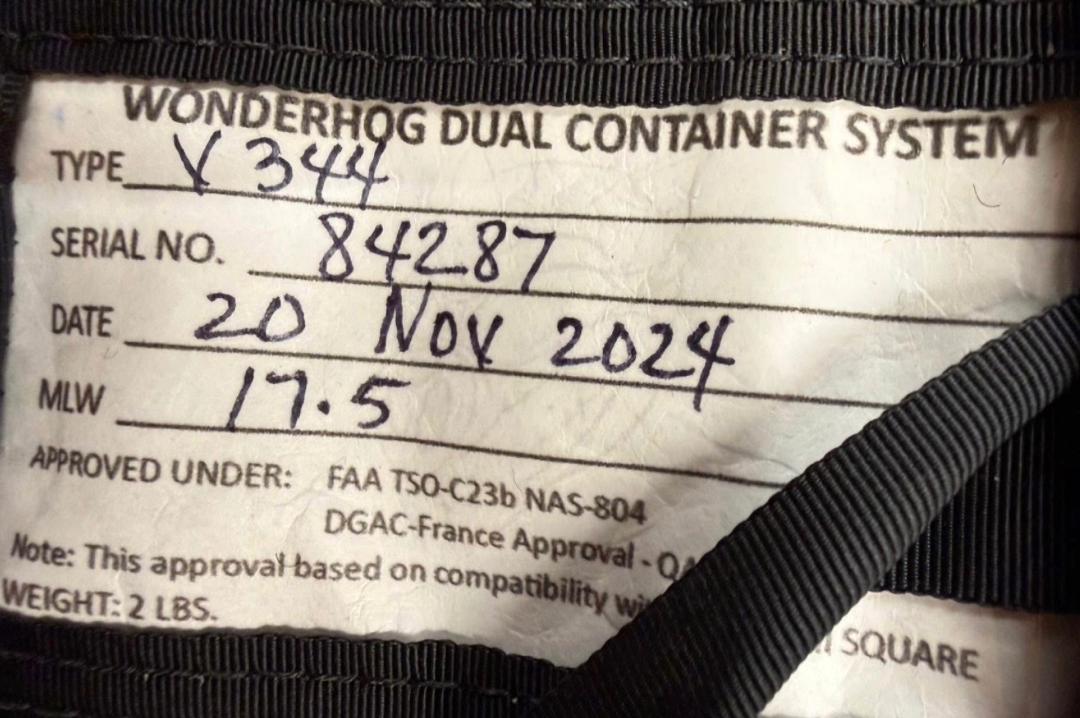 WONDERHOG DUAL CONTAINER SYSTEM
TYPE V 344
SERIAL NO. 84287
DATE 20 Nov 2024
MLW 17.5
APPROVED UNDER: FAA TSO-C23b NAS-804
DGAC-France Approval -
Note: This approval based on compatibility
SQUARE
WEIGHT: 2 LBS.